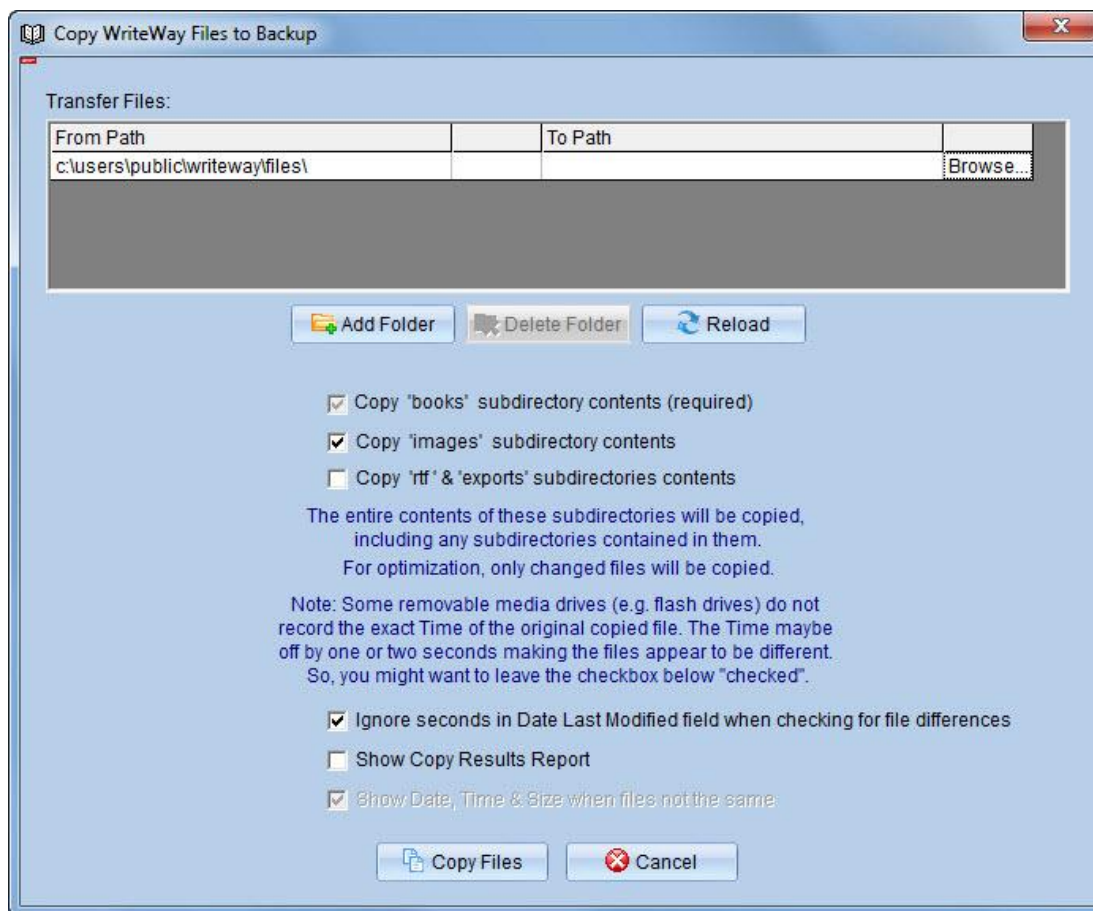 Copy WriteWay Files to Backup
Transfer Files:
From Path To Path
c:\users\public\writeway\files\ Browse...
Add Folder Delete Folder Reload
Copy 'books' subdirectory contents (required)
Copy 'images' subdirectory contents
Copy 'rtf ' & 'exports' subdirectories contents
The entire contents of these subdirectories will be copied,
including any subdirectories contained in them.
For optimization, only changed files will be copied.
Note: Some removable media drives (e.g. flash drives) do not
record the exact Time of the original copied file. The Time maybe
off by one or two seconds making the files appear to be different.
So, you might want to leave the checkbox below "checked".
Ignore seconds in Date Last Modified field when checking for file differences
Show Copy Results Report
Show Date, Time & Size when files not the same
Copy Files Cancel